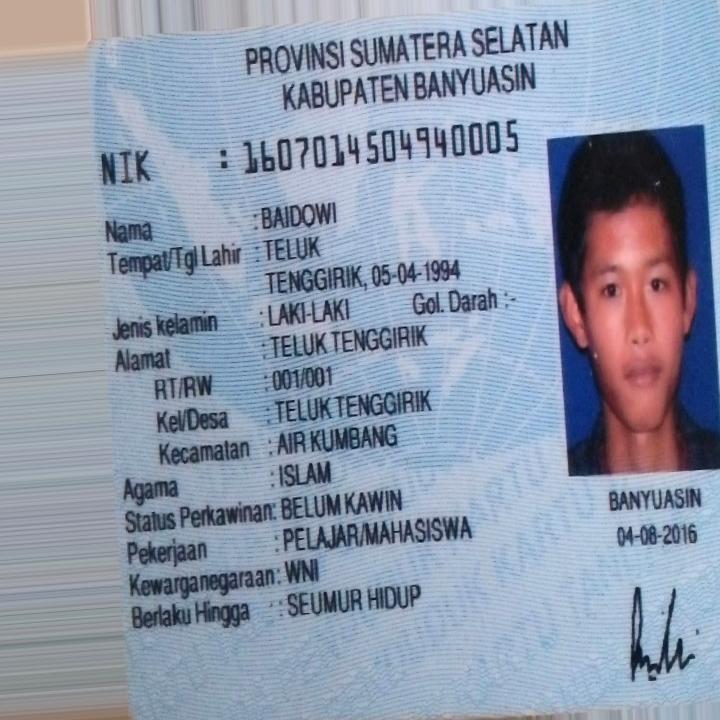 PROVINSI SUMATERA SELATAN
KABUPATEN BANYUASIN
NIK : 1607014504940005
Nama : BAIDOWI
Tempat/Tgl Lahir : TELUK
TENGGIRIK, 05-04-1994
Jenis kelamin : LAKI-LAKI Gol. Darah :-
Alamat : TELUK TENGGIRIK
RT/RW : 001/001
Kel/Desa : TELUK TENGGIRIK
Kecamatan : AIR KUMBANG
Agama : ISLAM
Status Perkawinan: BELUM KAWIN
Pekerjaan : PELAJAR/MAHASISWA
Kewarganegaraan: WNI
Berlaku Hingga : SEUMUR HIDUP
BANYUASIN
04-08-2016